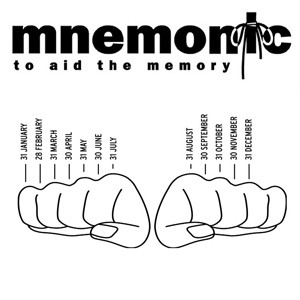 mnemonic
to aid the memory
31 JANUARY
28 FEBRUARY
31 MARCH
30 APRIL
31 MAY
30 JUNE
31 JULY
31 AUGUST
30 SEPTEMBER
31 OCTOBER
30 NOVEMBER
31 DECEMBER